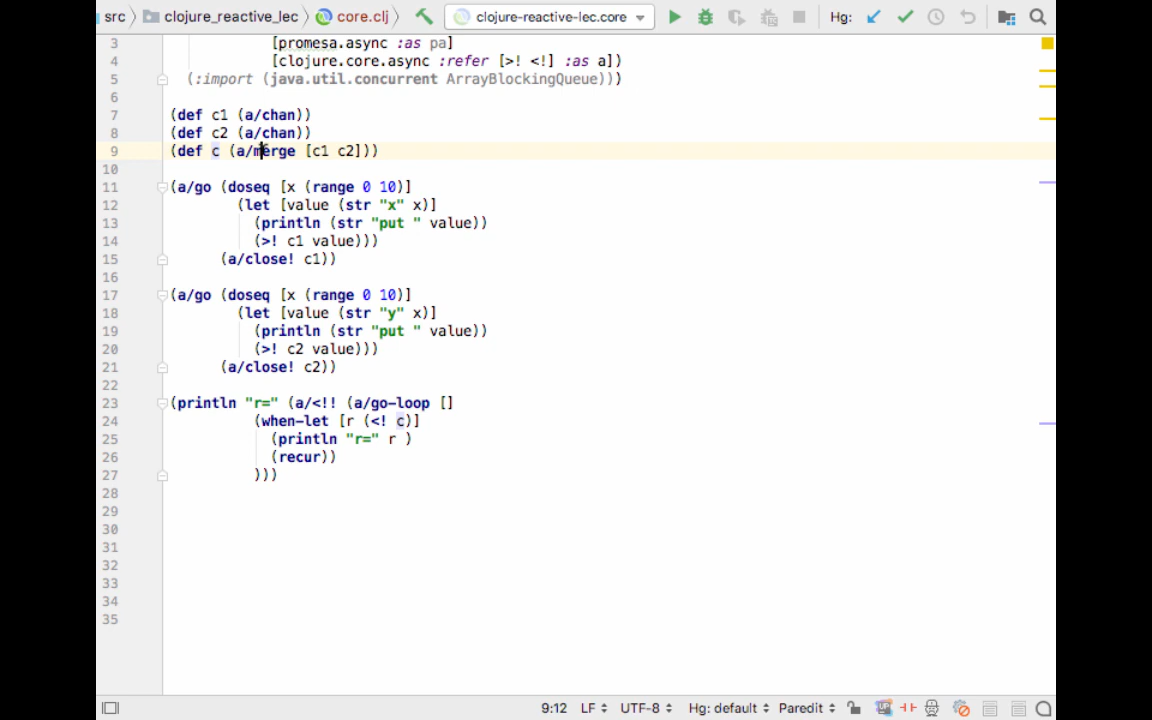 src clojure_reactive_lec core.clj clojure-reactive-lec.core Hg:
3 [promesa.async :as pa]
4 [clojure.core.async :refer [>! <!] :as a])
5 (:import (java.util.concurrent ArrayBlockingQueue)))
6
7 (def c1 (a/chan))
8 (def c2 (a/chan))
9 (def c (a/merge [c1 c2]))
10
11 (a/go (doseq [x (range 0 10)]
12 (let [value (str "x" x)]
13 (println (str "put " value))
14 (>! c1 value)))
15 (a/close! c1))
16
17 (a/go (doseq [x (range 0 10)]
18 (let [value (str "y" x)]
19 (println (str "put " value))
20 (>! c2 value)))
21 (a/close! c2))
22
23 (println "r=" (a/<!! (a/go-loop []
24 (when-let [r (<! c)]
25 (println "r=" r )
26 (recur))
27 )))
28
29
30
31
32
33
34
35
9:12 LF UTF-8 Hg: default Paredit